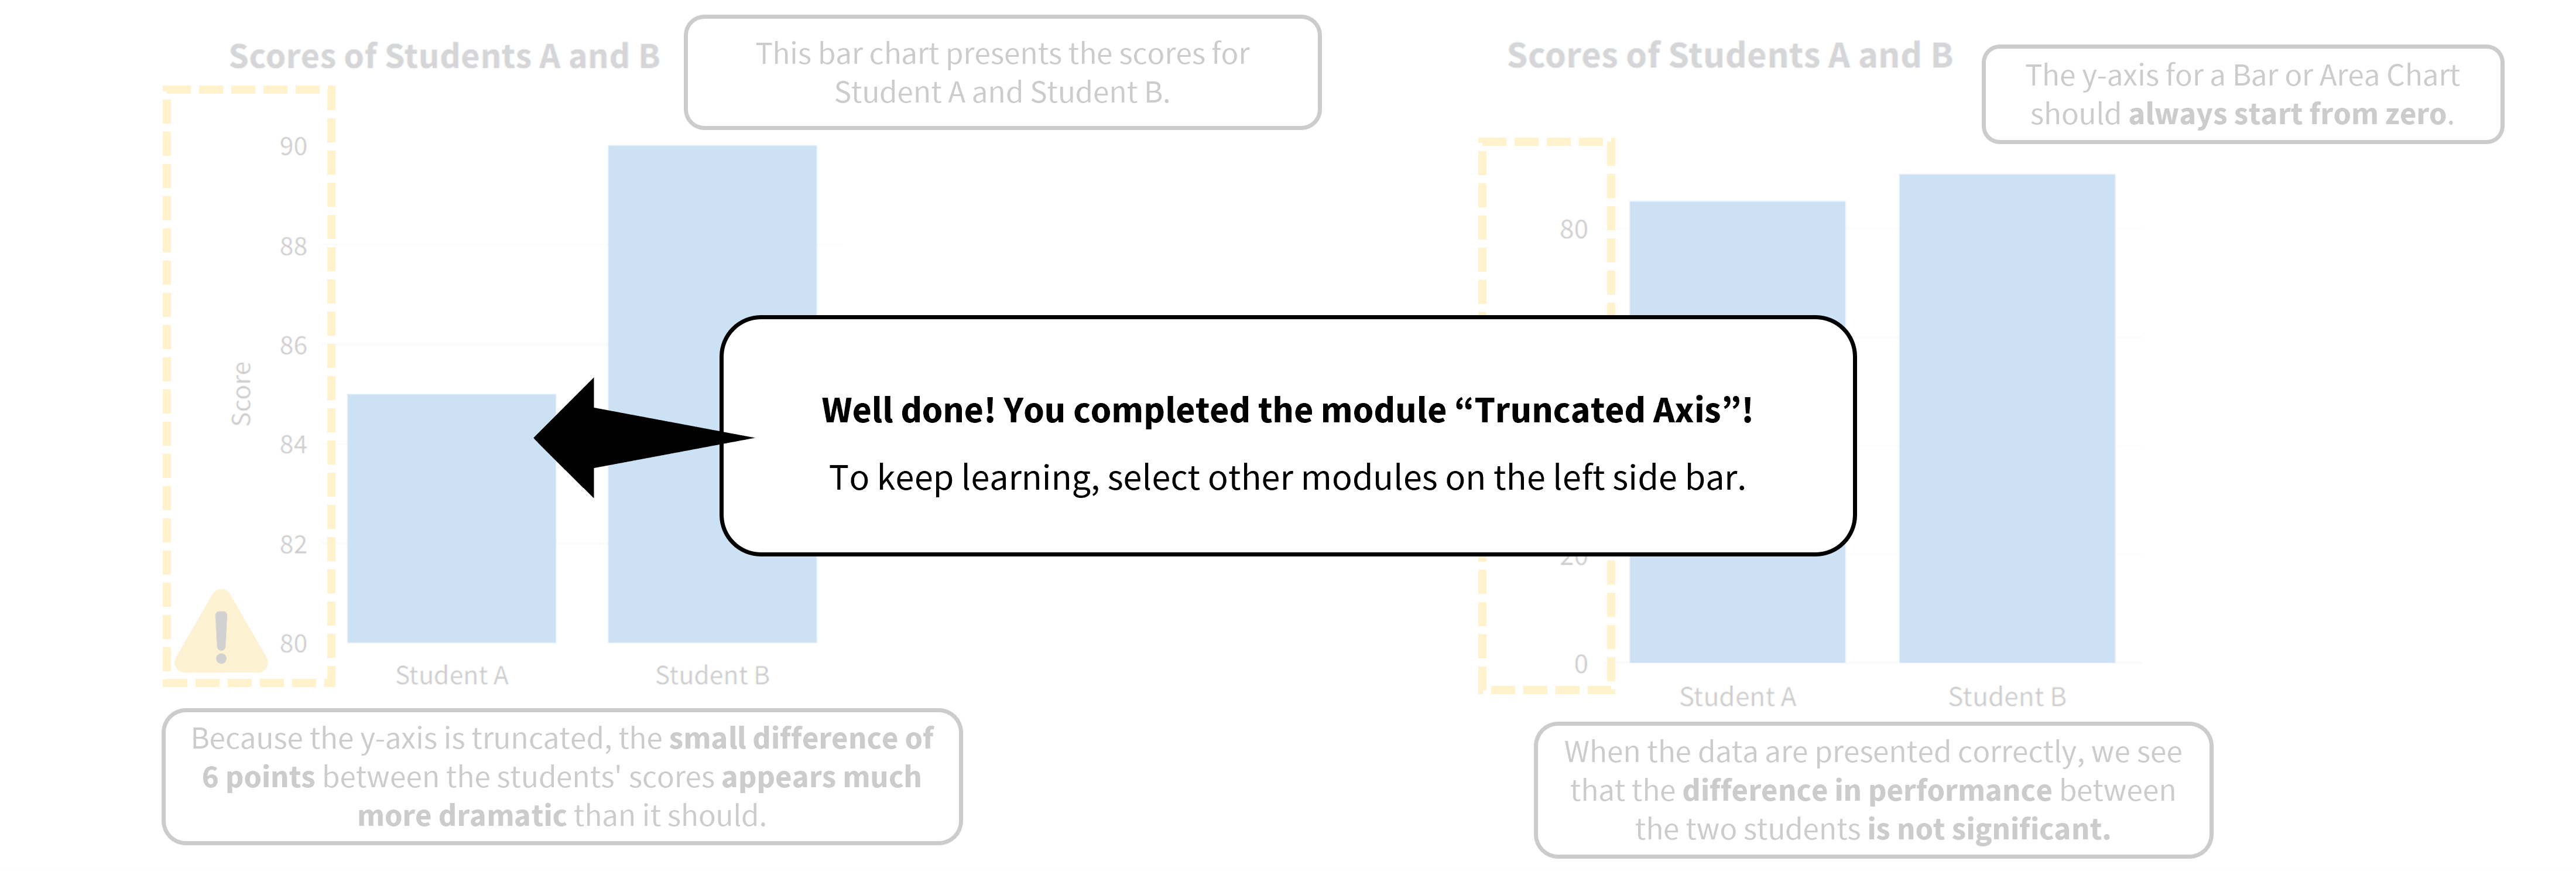 Scores of Students A and B
This bar chart presents the scores for
Student A and Student B.
90
88
86
84
82
80
Score
Student A Student B
Because the y-axis is truncated, the small difference of
6 points between the students' scores appears much
more dramatic than it should.
Well done! You completed the module “Truncated Axis”!
To keep learning, select other modules on the left side bar.
Scores of Students A and B
The y-axis for a Bar or Area Chart
should always start from zero.
80
20
0
Student A Student B
When the data are presented correctly, we see
that the difference in performance between
the two students is not significant.